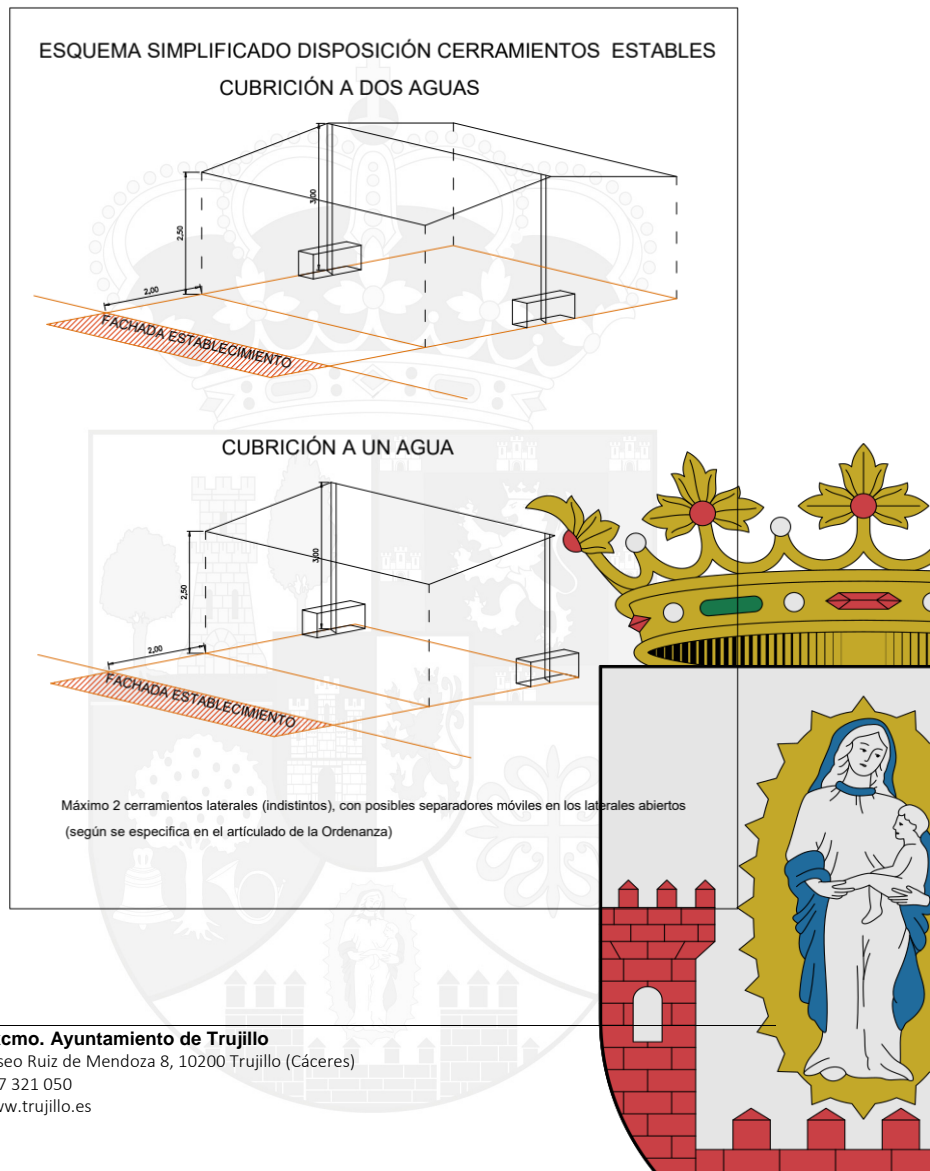 ESQUEMA SIMPLIFICADO DISPOSICIÓN CERRAMIENTOS ESTABLES
CUBRICIÓN A DOS AGUAS
3,00
2,50
2,00
FACHADA ESTABLECIMIENTO
CUBRICIÓN A UN AGUA
3,00
2,50
2,00
FACHADA ESTABLECIMIENTO
Máximo 2 cerramientos laterales (indistintos), con posibles separadores móviles en los laterales abiertos
(según se especifica en el artículado de la Ordenanza)
cmo. Ayuntamiento de Trujillo
seo Ruiz de Mendoza 8, 10200 Trujillo (Cáceres)
7 321 050
ww.trujillo.es